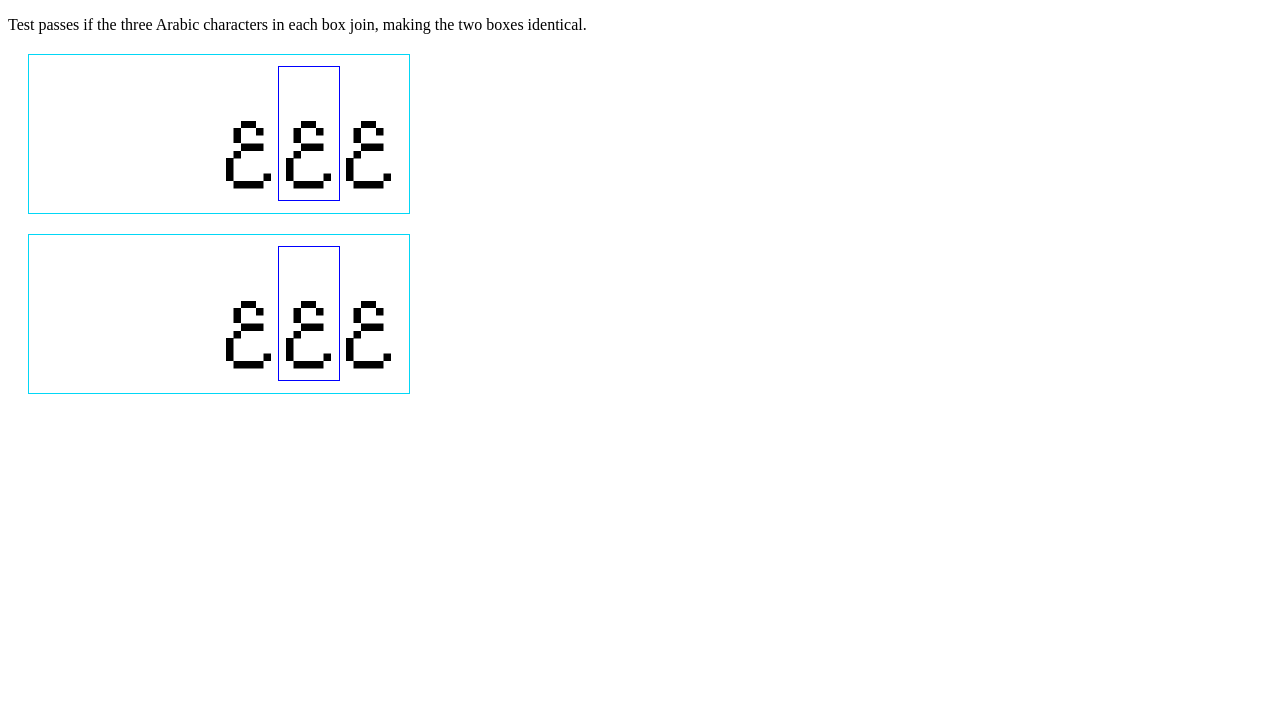 Test passes if the three Arabic characters in each box join, making the two boxes identical.
ع‌ع‌ع
ع‌ع‌ع